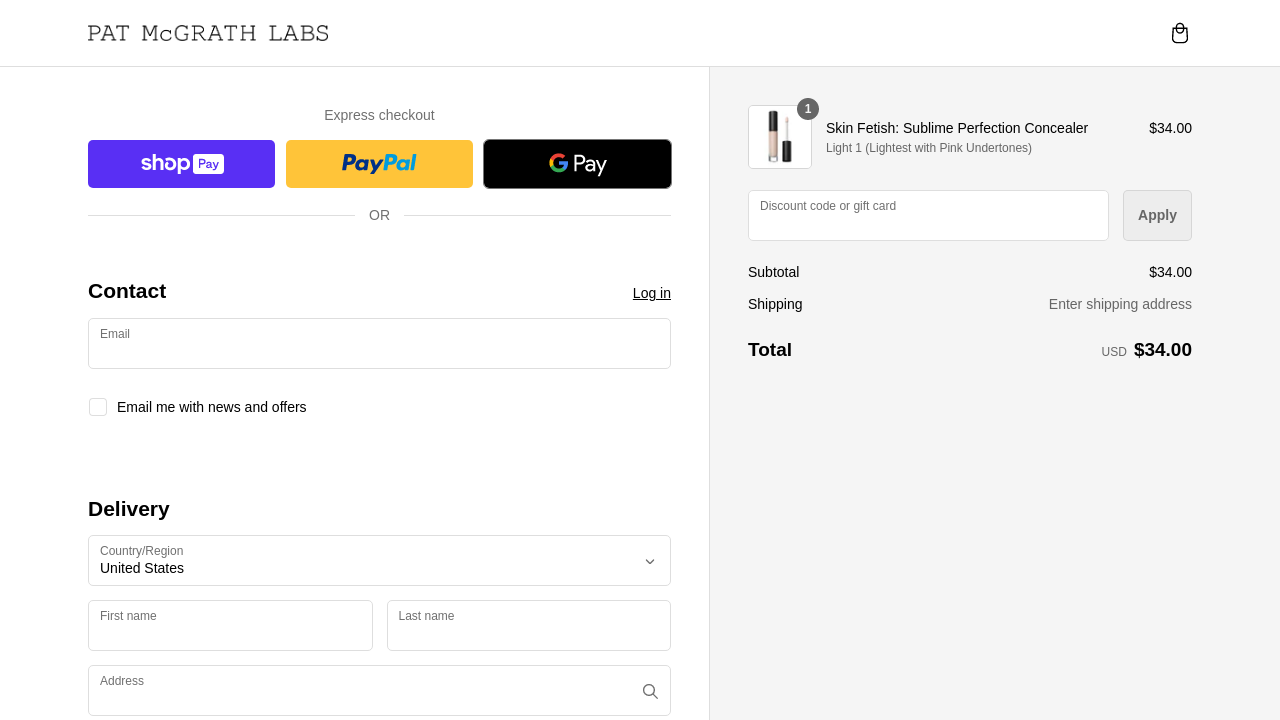 PAT McGRATH LABS
Express checkout
shop Pay
PayPal
G Pay
OR
Contact
Log in
Email
Email me with news and offers
Delivery
Country/Region
United States
First name
Last name
Address
1
Skin Fetish: Sublime Perfection Concealer
$34.00
Light 1 (Lightest with Pink Undertones)
Discount code or gift card
Apply
Subtotal
$34.00
Shipping
Enter shipping address
Total
USD $34.00